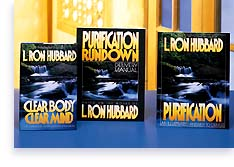 L. RON HUBBARD
CLEAR BODY
CLEAR MIND
PURIFICATION
RUNDOWN
DELIVERY
MANUAL
L. RON HUBBARD
L. RON HUBBARD
PURIFICATION